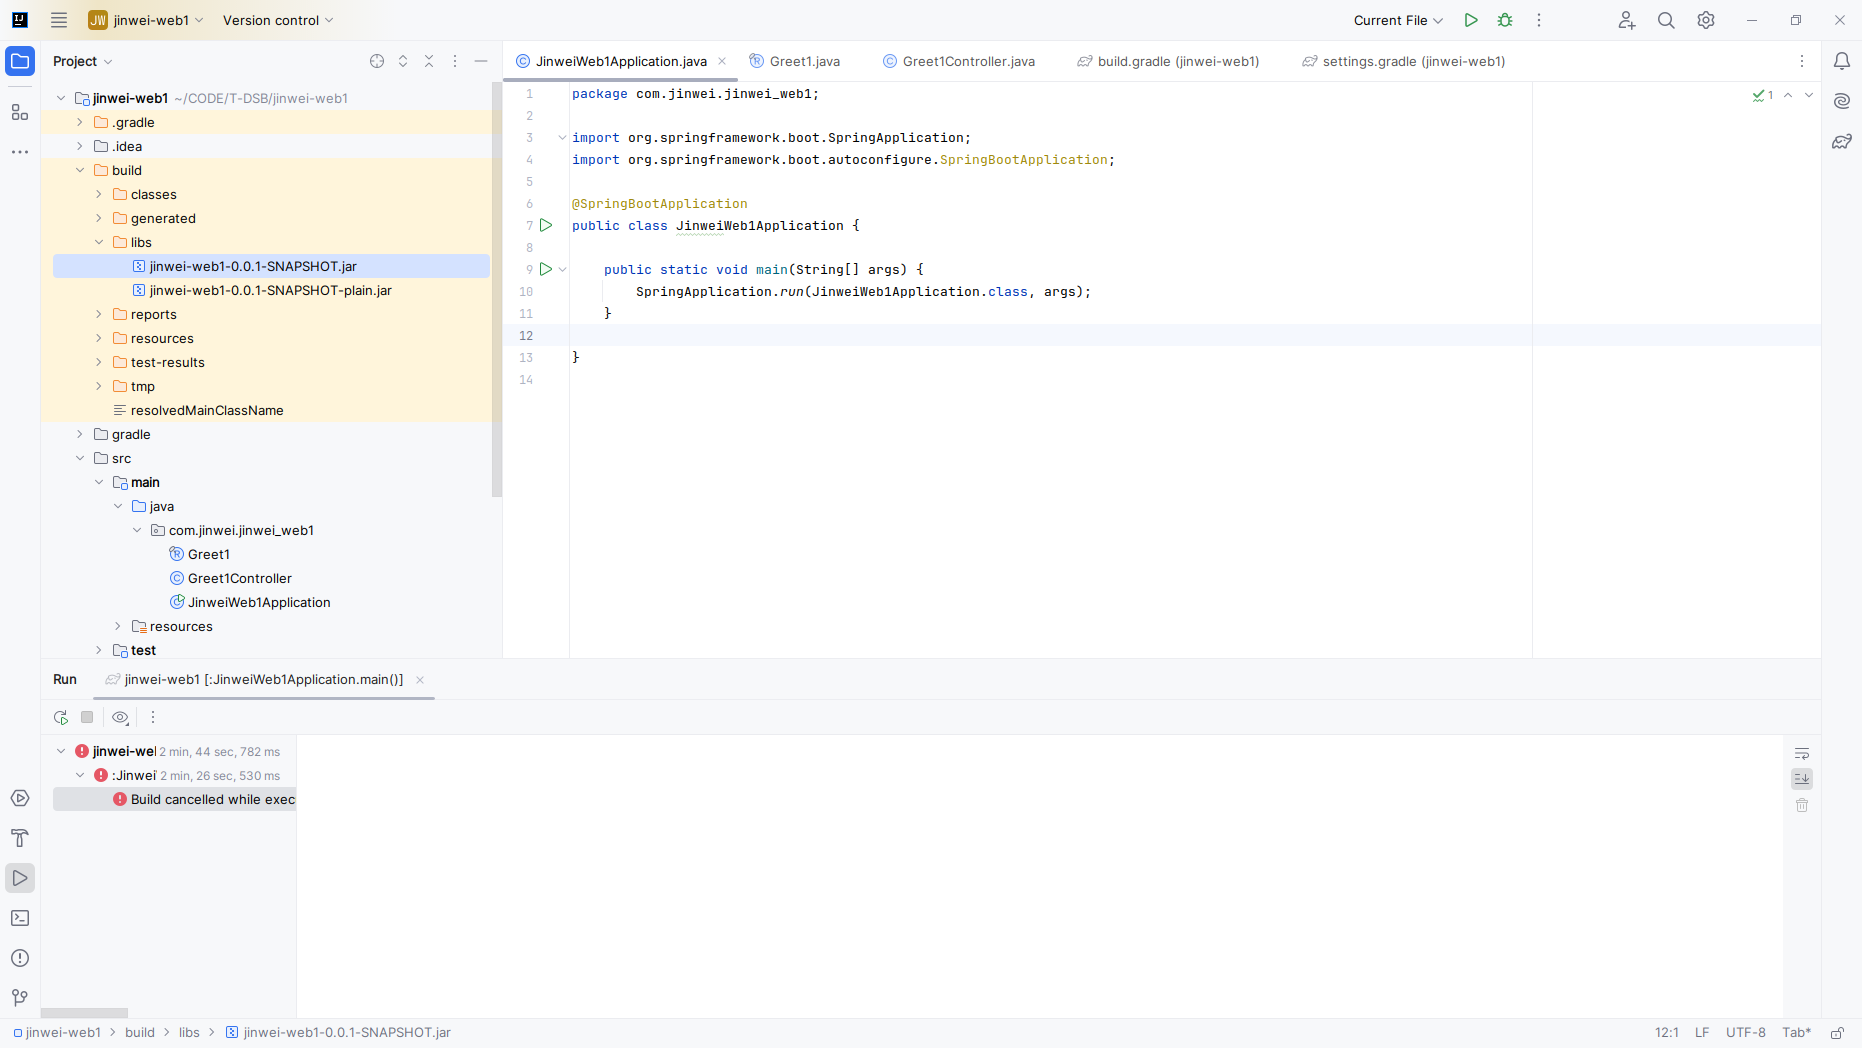 JW jinwei-web1 Version control Current File
Project
JinweiWeb1Application.java Greet1.java Greet1Controller.java build.gradle (jinwei-web1) settings.gradle (jinwei-web1)
jinwei-web1 ~/CODE/T-DSB/jinwei-web1
.gradle
.idea
build
classes
generated
libs
jinwei-web1-0.0.1-SNAPSHOT.jar
jinwei-web1-0.0.1-SNAPSHOT-plain.jar
reports
resources
test-results
tmp
resolvedMainClassName
gradle
src
main
java
com.jinwei.jinwei_web1
Greet1
Greet1Controller
JinweiWeb1Application
resources
test
1 package com.jinwei.jinwei_web1;
2
3 import org.springframework.boot.SpringApplication;
4 import org.springframework.boot.autoconfigure.SpringBootApplication;
5
6 @SpringBootApplication
7 public class JinweiWeb1Application {
8
9 public static void main(String[] args) {
10 SpringApplication.run(JinweiWeb1Application.class, args);
11 }
12
13 }
14
1
Run jinwei-web1 [:JinweiWeb1Application.main()]
jinwei-we 2 min, 44 sec, 782 ms
:Jinwei 2 min, 26 sec, 530 ms
Build cancelled while exec
jinwei-web1 > build > libs > jinwei-web1-0.0.1-SNAPSHOT.jar 12:1 LF UTF-8 Tab*